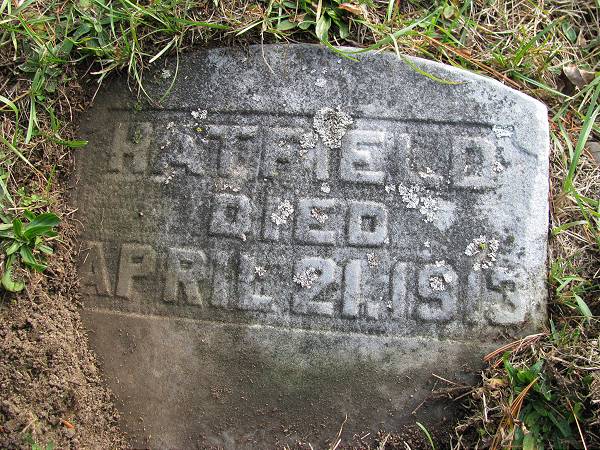 HATFIELD
DIED
APRIL 21, 1913